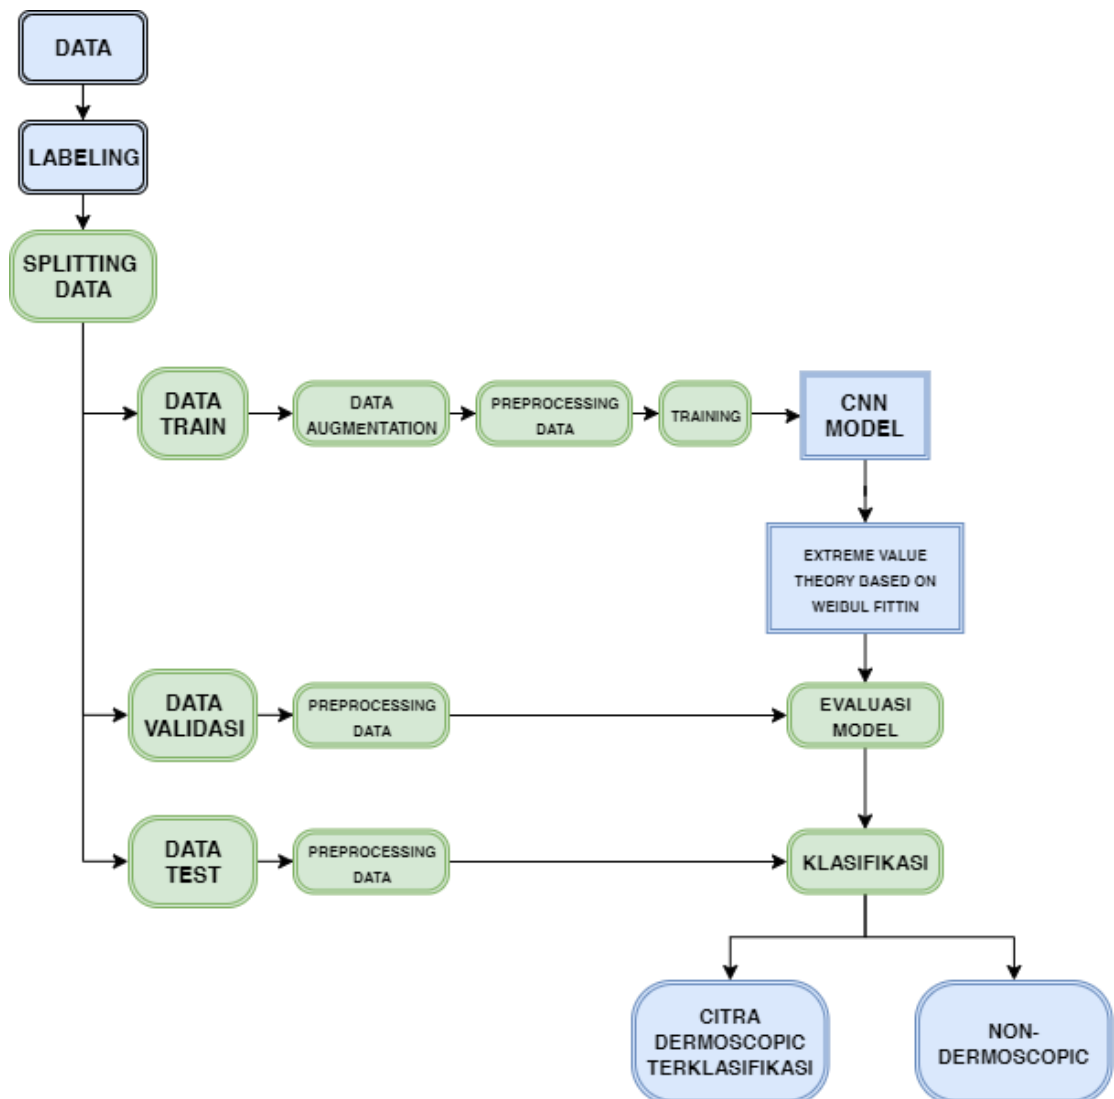 DATA
LABELING
SPLITTING
DATA
DATA
TRAIN
DATA
AUGMENTATION
PREPROCESSING
DATA
TRAINING
CNN
MODEL
EXTREME VALUE
THEORY BASED ON
WEIBUL FITTIN
DATA
VALIDASI
PREPROCESSING
DATA
EVALUASI
MODEL
DATA
TEST
PREPROCESSING
DATA
KLASIFIKASI
CITRA
DERMOSCOPIC
TERKLASIFIKASI
NON-
DERMOSCOPIC